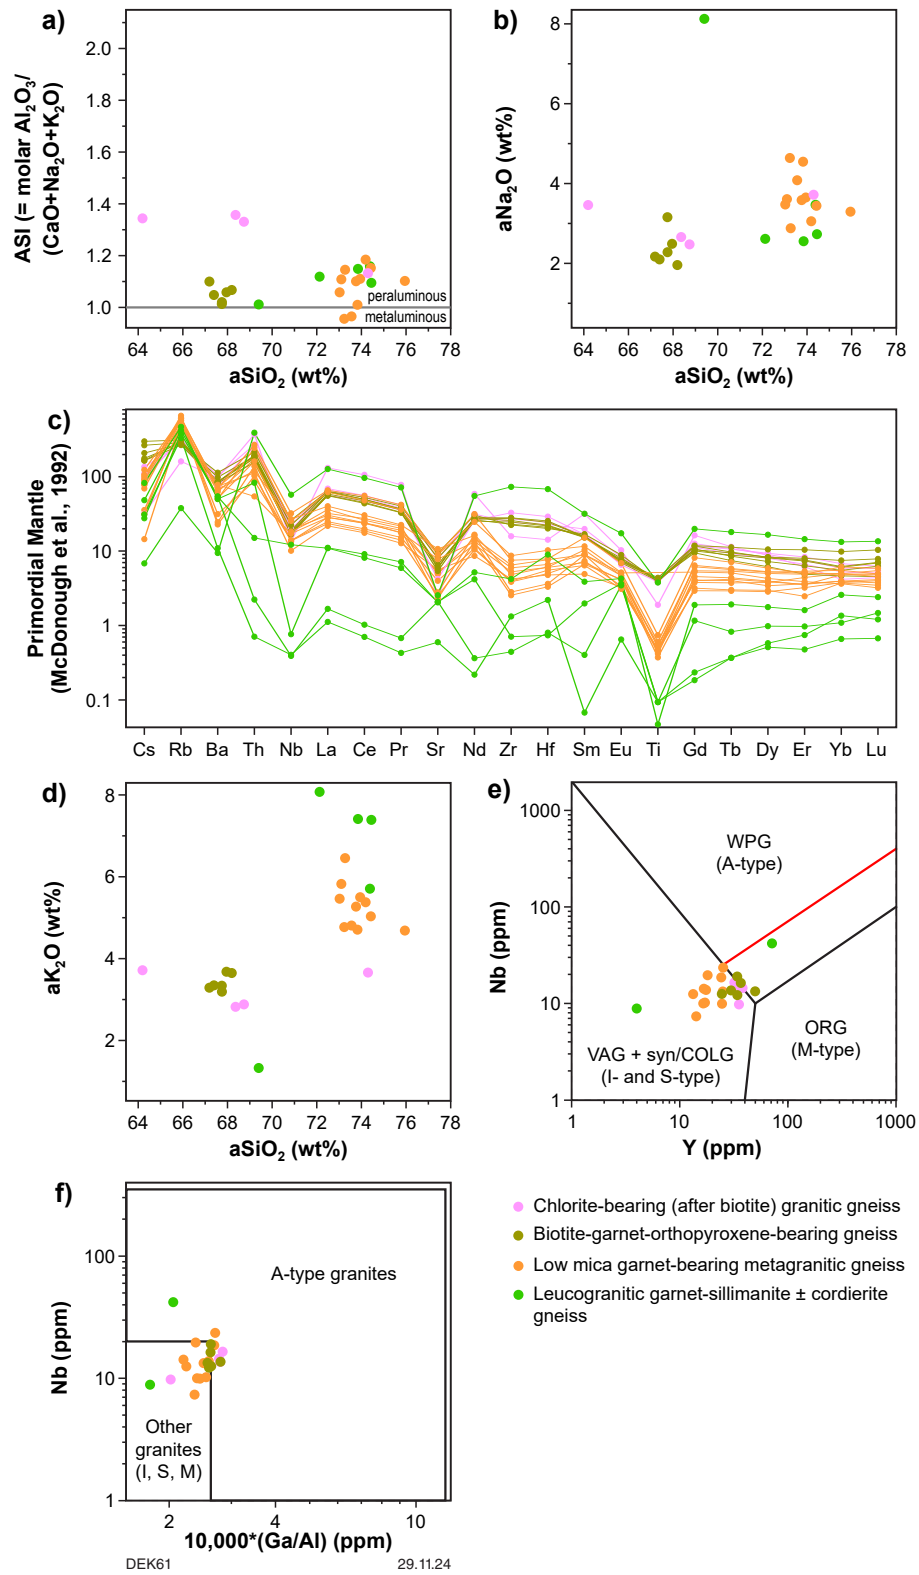 a)
ASI (= molar Al₂O₃/
(CaO+Na₂O+K₂O)
2.0
1.8
1.6
1.4
1.2
1.0
peraluminous
metaluminous
64 66 68 70 72 74 76 78
aSiO₂ (wt%)
b)
aNa₂O (wt%)
8
6
4
2
64 66 68 70 72 74 76 78
aSiO₂ (wt%)
c)
Primordial Mantle
(McDonough et al., 1992)
100
10
1
0.1
Cs Rb Ba Th Nb La Ce Pr Sr Nd Zr Hf Sm Eu Ti Gd Tb Dy Er Yb Lu
d)
aK₂O (wt%)
8
6
4
2
64 66 68 70 72 74 76 78
aSiO₂ (wt%)
e)
Nb (ppm)
1000
100
10
1
WPG
(A-type)
ORG
(M-type)
VAG + syn/COLG
(I- and S-type)
1 10 100 1000
Y (ppm)
f)
Nb (ppm)
100
10
1
A-type granites
Other
granites
(I, S, M)
2 4 10
10,000*(Ga/Al) (ppm)
Chlorite-bearing (after biotite) granitic gneiss
Biotite-garnet-orthopyroxene-bearing gneiss
Low mica garnet-bearing metagranitic gneiss
Leucogranitic garnet-sillimanite ± cordierite
gneiss
DEK61
29.11.24